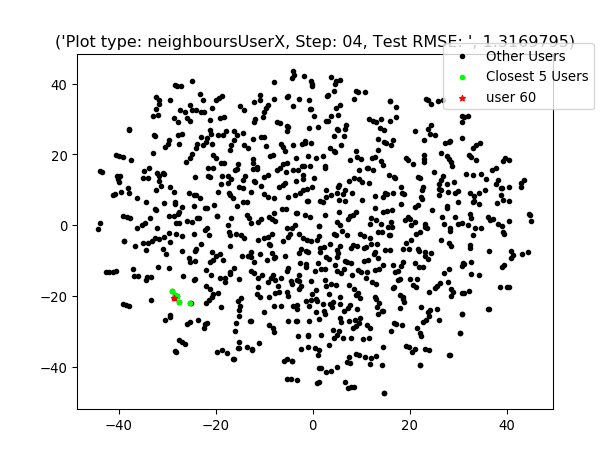 ('Plot type: neighboursUserX, Step: 04, Test RMSE: ', 1.3169795)
Other Users
Closest 5 Users
user 60
40
20
0
−20
−40
−40 −20 0 20 40